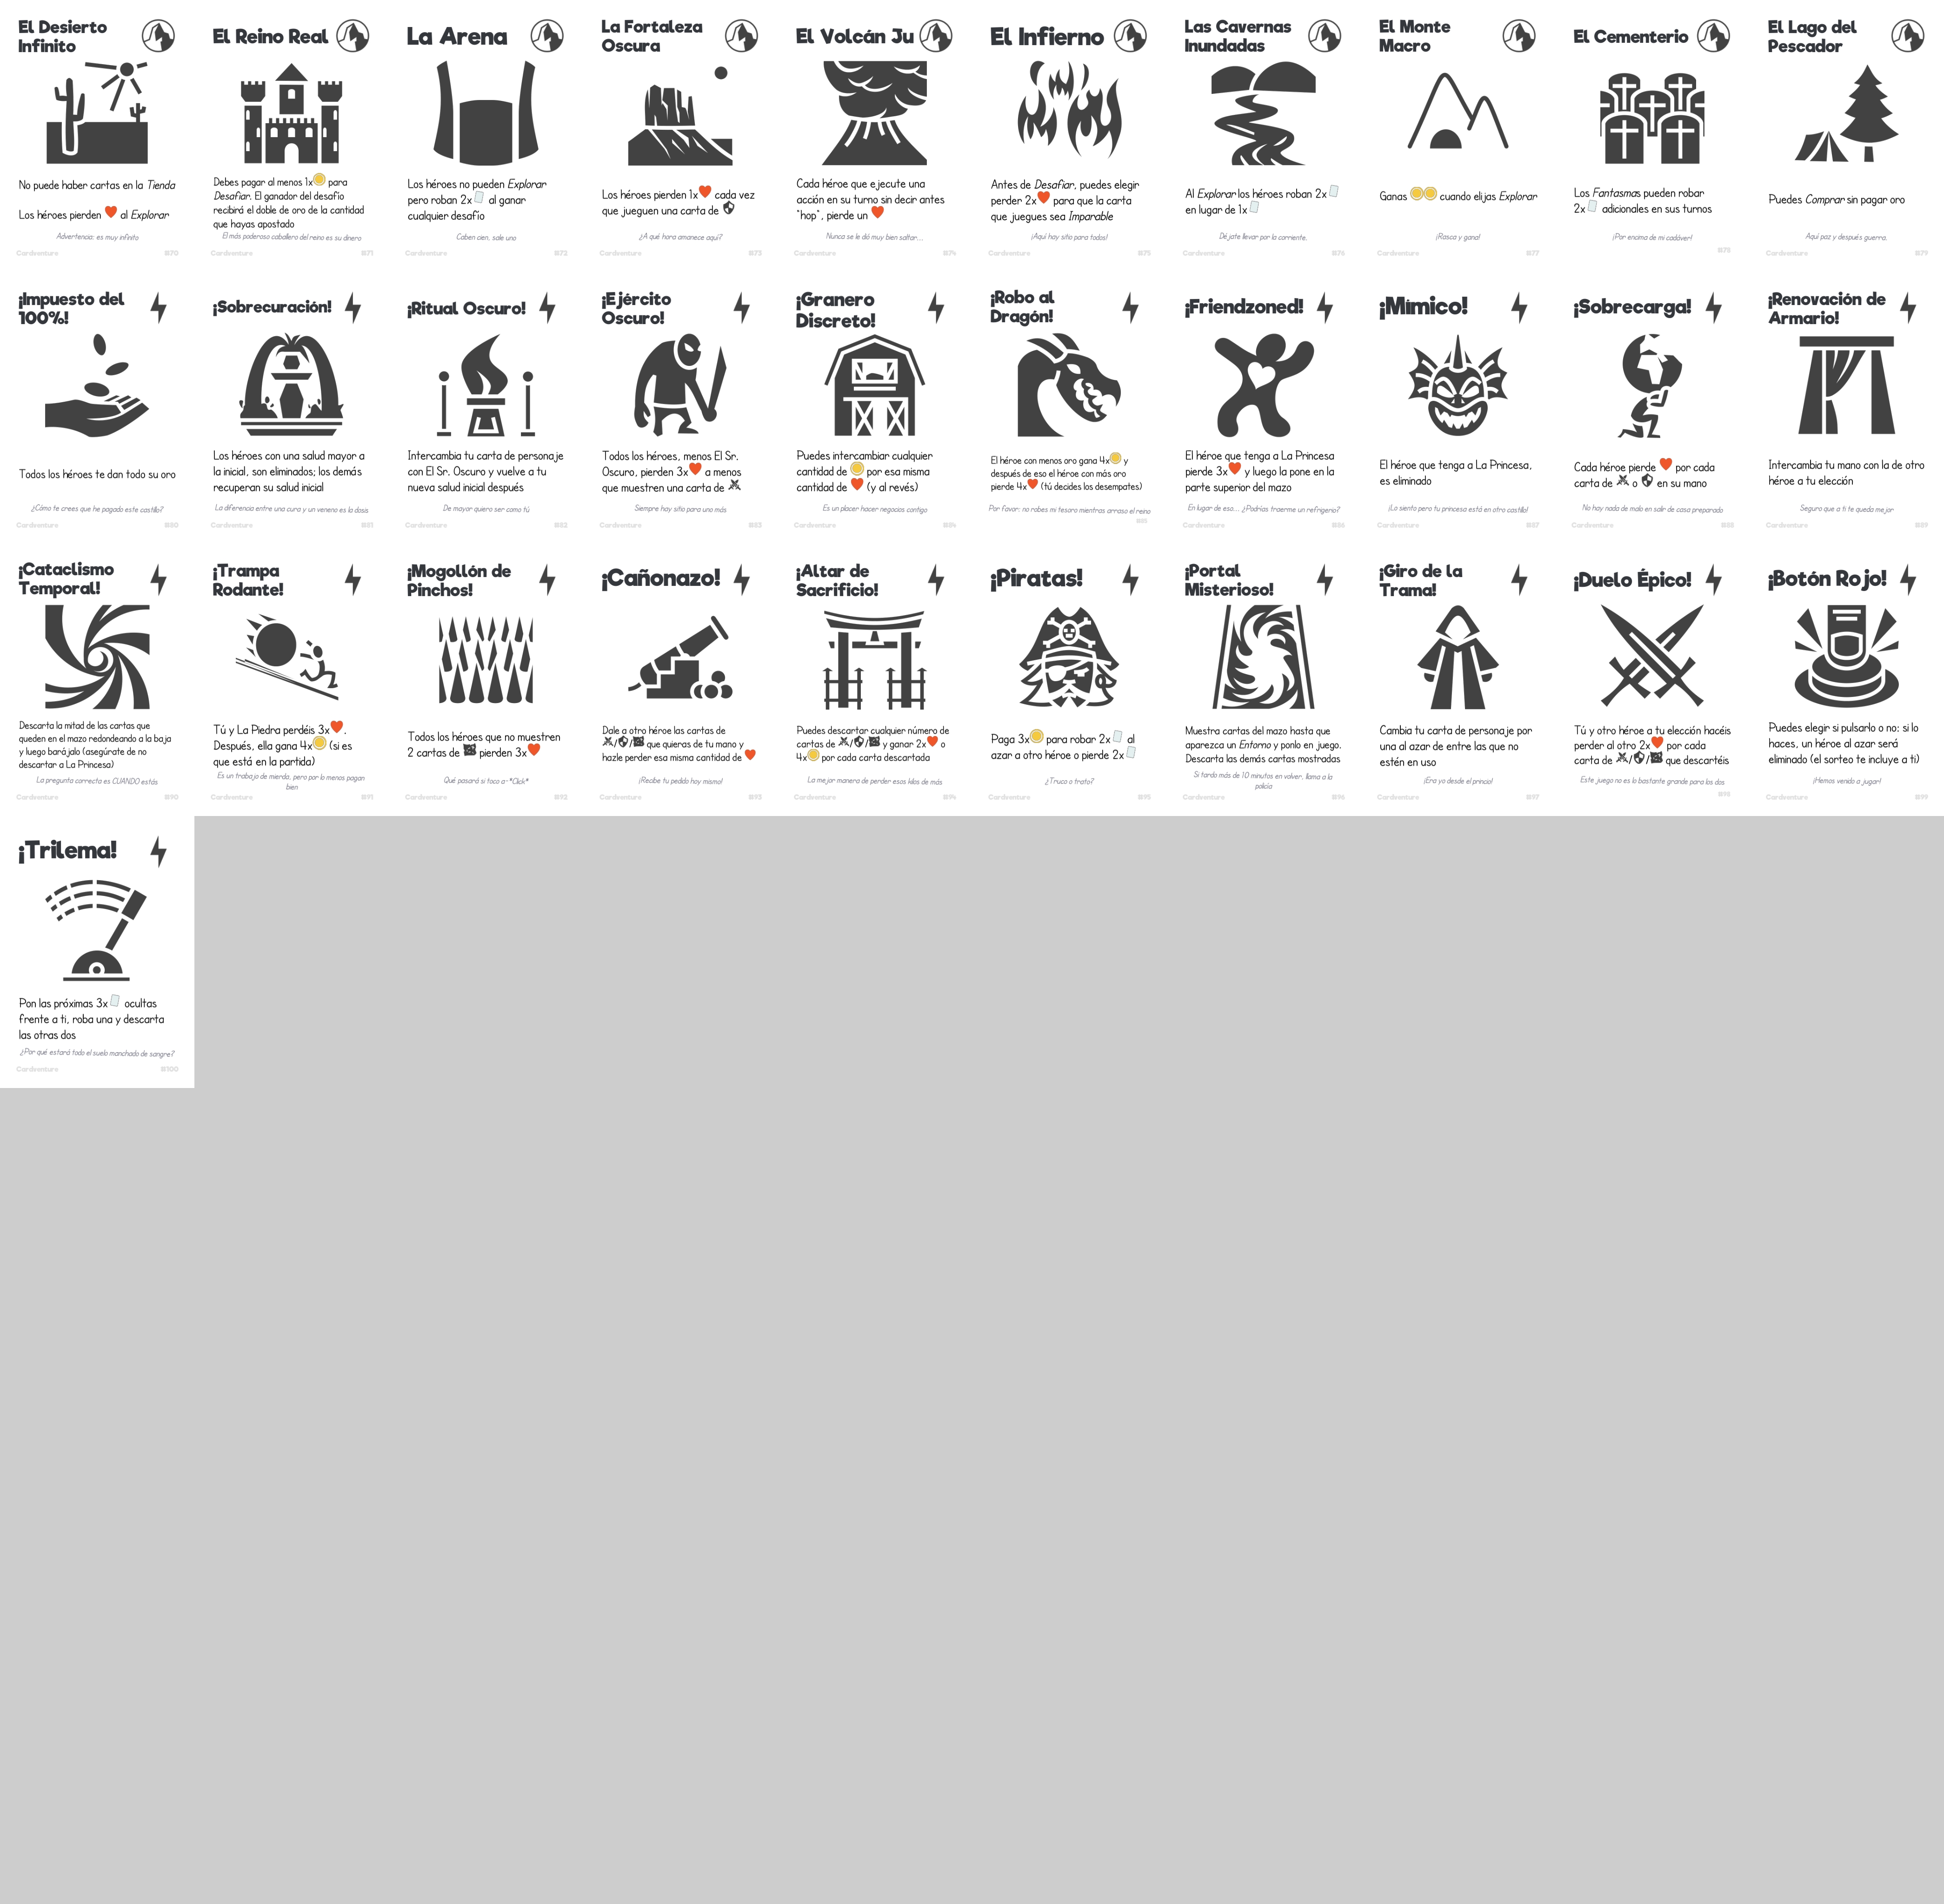 El Desierto
Infinito
No puede haber cartas en la Tienda
Los héroes pierden al Explorar
Advertencia: es muy infinito
Cardventure #70
El Reino Real
Debes pagar al menos 1x para
Desafiar. El ganador del desafío
recibirá el doble de oro de la cantidad
que hayas apostado
El más poderoso caballero del reino es su dinero
Cardventure #71
La Arena
Los héroes no pueden Explorar
pero roban 2x al ganar
cualquier desafío
Caben cien, sale uno
Cardventure #72
La Fortaleza
Oscura
Los héroes pierden 1x cada vez
que jueguen una carta de
¿A qué hora amanece aquí?
Cardventure #73
El Volcán Ju
Cada héroe que ejecute una
acción en su turno sin decir antes
"hop", pierde un
Nunca se le dó muy bien saltar...
Cardventure #74
El Infierno
Antes de Desafiar, puedes elegir
perder 2x para que la carta
que juegues sea Imparable
¡Aquí hay sitio para todos!
Cardventure #75
Las Cavernas
Inundadas
Al Explorar los héroes roban 2x
en lugar de 1x
Déjate llevar por la corriente.
Cardventure #76
El Monte
Macro
Ganas cuando elijas Explorar
¡Rasca y gana!
Cardventure #77
El Cementerio
Los Fantasmas pueden robar
2x adicionales en sus turnos
¡Por encima de mi cadáver!
Cardventure #78
El Lago del
Pescador
Puedes Comprar sin pagar oro
Aquí paz y después guerra.
Cardventure #79
¡Impuesto del
100%!
Todos los héroes te dan todo su oro
¿Cómo te crees que he pagado este castillo?
Cardventure #80
¡Sobrecuración!
Los héroes con una salud mayor a
la inicial, son eliminados; los demás
recuperan su salud inicial
La diferencia entre una cura y un veneno es la dosis
Cardventure #81
¡Ritual Oscuro!
Intercambia tu carta de personaje
con El Sr. Oscuro y vuelve a tu
nueva salud inicial después
De mayor quiero ser como tú
Cardventure #82
¡Ejército
Oscuro!
Todos los héroes, menos El Sr.
Oscuro, pierden 3x a menos
que muestren una carta de
Siempre hay sitio para uno más
Cardventure #83
¡Granero
Discreto!
Puedes intercambiar cualquier
cantidad de por esa misma
cantidad de (y al revés)
Es un placer hacer negocios contigo
Cardventure #84
¡Robo al
Dragón!
El héroe con menos oro gana 4x y
después de eso el héroe con más oro
pierde 4x (tú decides los desempates)
Por favor: no robes mi tesoro mientras arraso el reino
Cardventure #85
¡Friendzoned!
El héroe que tenga a La Princesa
pierde 3x y luego la pone en la
parte superior del mazo
En lugar de eso... ¿Podrías traerme un refrigerio?
Cardventure #86
¡Mímico!
El héroe que tenga a La Princesa,
es eliminado
¡Lo siento pero tu princesa está en otro castillo!
Cardventure #87
¡Sobrecarga!
Cada héroe pierde por cada
carta de o en su mano
No hay nada de malo en salir de casa preparado
Cardventure #88
¡Renovación de
Armario!
Intercambia tu mano con la de otro
héroe a tu elección
Seguro que a ti te queda mejor
Cardventure #89
¡Cataclismo
Temporal!
Descarta la mitad de las cartas que
queden en el mazo redondeando a la baja
y luego barájalo (asegúrate de no
descartar a La Princesa)
La pregunta correcta es CUANDO estás
Cardventure #90
¡Trampa
Rodante!
Tú y La Piedra perdéis 3x.
Después, ella gana 4x (si es
que está en la partida)
Es un trabajo de mierda, pero por lo menos pagan
bien
Cardventure #91
¡Mogollón de
Pinchos!
Todos los héroes que no muestren
2 cartas de pierden 3x
Qué pasará si toco a-*Click*
Cardventure #92
¡Cañonazo!
Dale a otro héroe las cartas de
/ / que quieras de tu mano y
hazle perder esa misma cantidad de
¡Recibe tu pedido hoy mismo!
Cardventure #93
¡Altar de
Sacrificio!
Puedes descartar cualquier número de
cartas de / / y ganar 2x o
4x por cada carta descartada
La mejor manera de perder esos kilos de más
Cardventure #94
¡Piratas!
Paga 3x para robar 2x al
azar a otro héroe o pierde 2x
¿Truco o trato?
Cardventure #95
¡Portal
Misterioso!
Muestra cartas del mazo hasta que
aparezca un Entorno y ponlo en juego.
Descarta las demás cartas mostradas
Si tardo más de 10 minutos en volver, llama a la
policía
Cardventure #96
¡Giro de la
Trama!
Cambia tu carta de personaje por
una al azar de entre las que no
estén en uso
¡Era yo desde el principio!
Cardventure #97
¡Duelo Épico!
Tú y otro héroe a tu elección hacéis
perder al otro 2x por cada
carta de / / que descartéis
Este juego no es lo bastante grande para los dos
Cardventure #98
¡Botón Rojo!
Puedes elegir si pulsarlo o no: si lo
haces, un héroe al azar será
eliminado (el sorteo te incluye a ti)
¡Hemos venido a jugar!
Cardventure #99
¡Trilema!
Pon las próximas 3x ocultas
frente a ti, roba una y descarta
las otras dos
¿Por qué estará todo el suelo manchado de sangre?
Cardventure #100